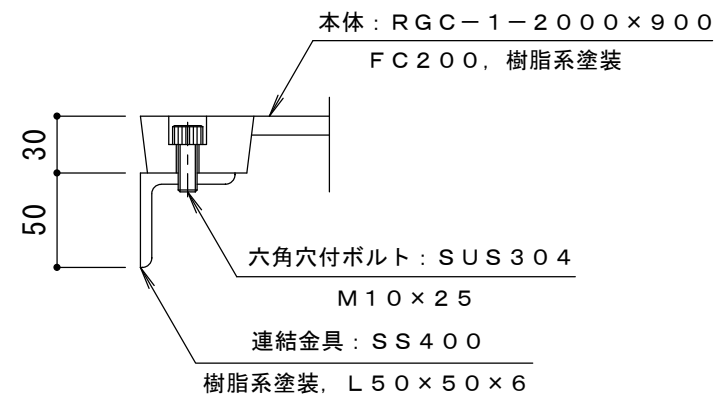 本体：ＲＧＣ－１－２０００×９００
ＦＣ２００，樹脂系塗装
30
50
六角穴付ボルト：ＳＵＳ３０４
Ｍ１０×２５
連結金具：ＳＳ４００
樹脂系塗装，Ｌ５０×５０×６